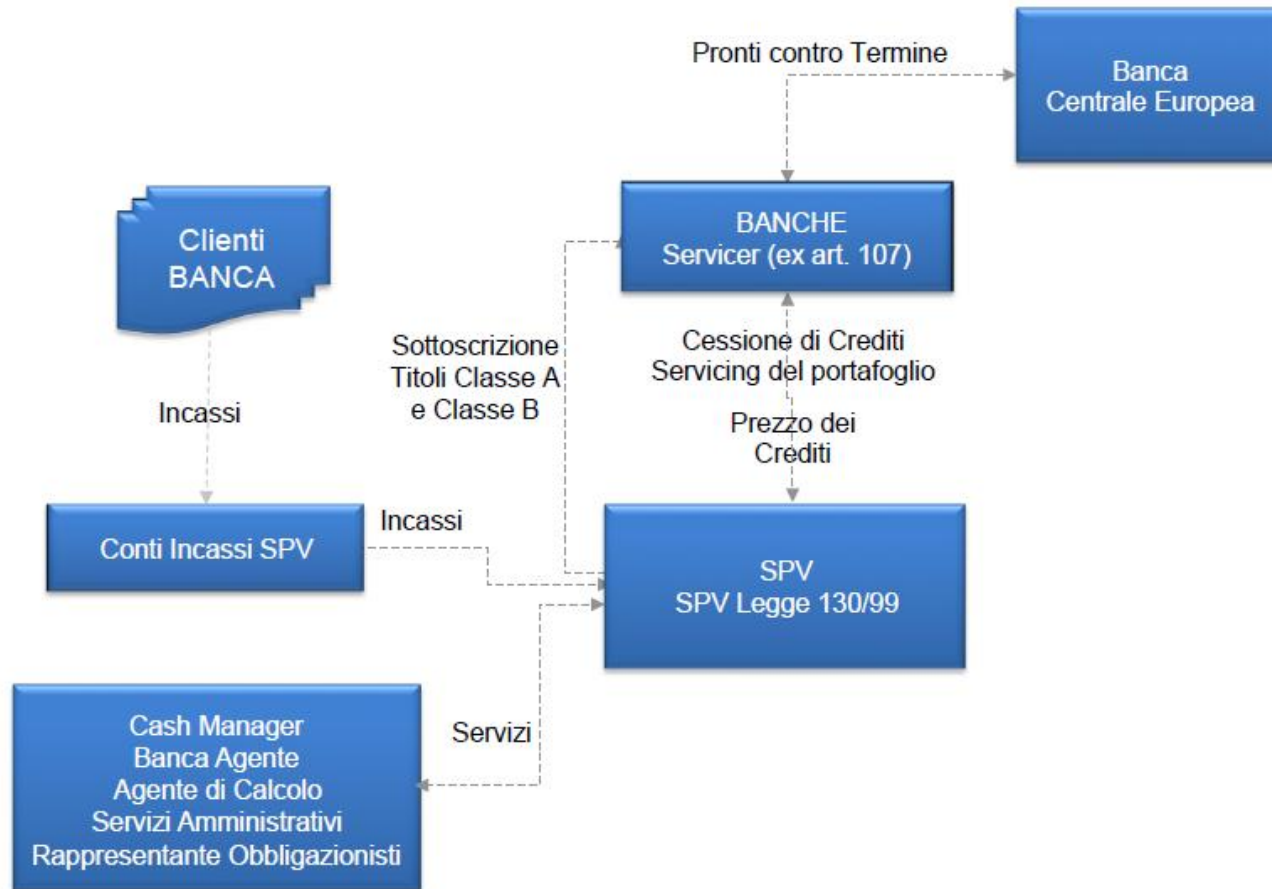 Pronti contro Termine
Banca
Centrale Europea
Clienti
BANCA
BANCHE
Servicer (ex art. 107)
Sottoscrizione
Titoli Classe A
e Classe B
Cessione di Crediti
Servicing del portafoglio
Prezzo dei
Crediti
Incassi
Conti Incassi SPV
Incassi
SPV
SPV Legge 130/99
Cash Manager
Banca Agente
Agente di Calcolo
Servizi Amministrativi
Rappresentante Obbligazionisti
Servizi